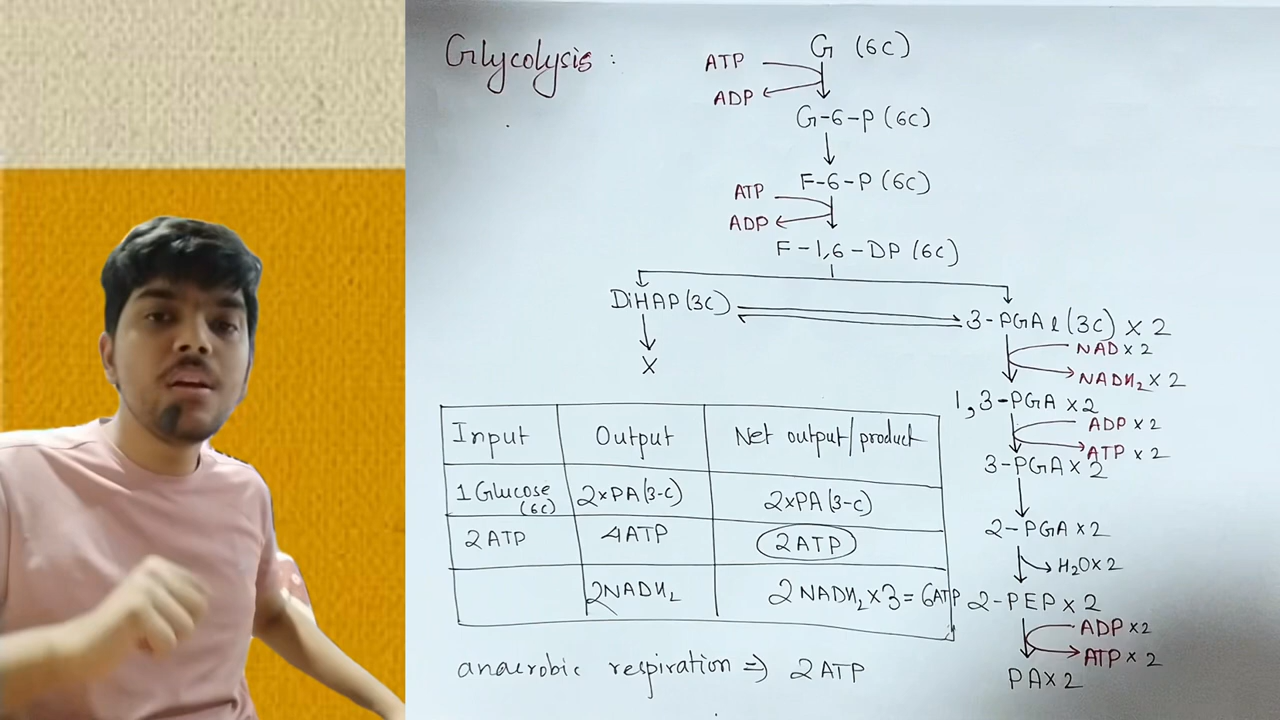 Glycolysis :
G (6C)
ATP
ADP
G-6-P (6C)
F-6-P (6C)
ATP
ADP
F-1,6-DP (6C)
DiHAP (3C)
X
3-PGAl (3C) x 2
NAD x 2
NADH₂ x 2
1,3-PGA x 2
ADP x 2
ATP x 2
3-PGA x 2
2-PGA x 2
H₂O x 2
2-PEP x 2
ADP x 2
ATP x 2
PA x 2
Input Output Net output/product
1 Glucose (6C) 2xPA (3-C) 2xPA (3-C)
2 ATP 4 ATP 2 ATP
2 NADH₂ 2 NADH₂ x 3 = 6 ATP
anaerobic respiration => 2 ATP